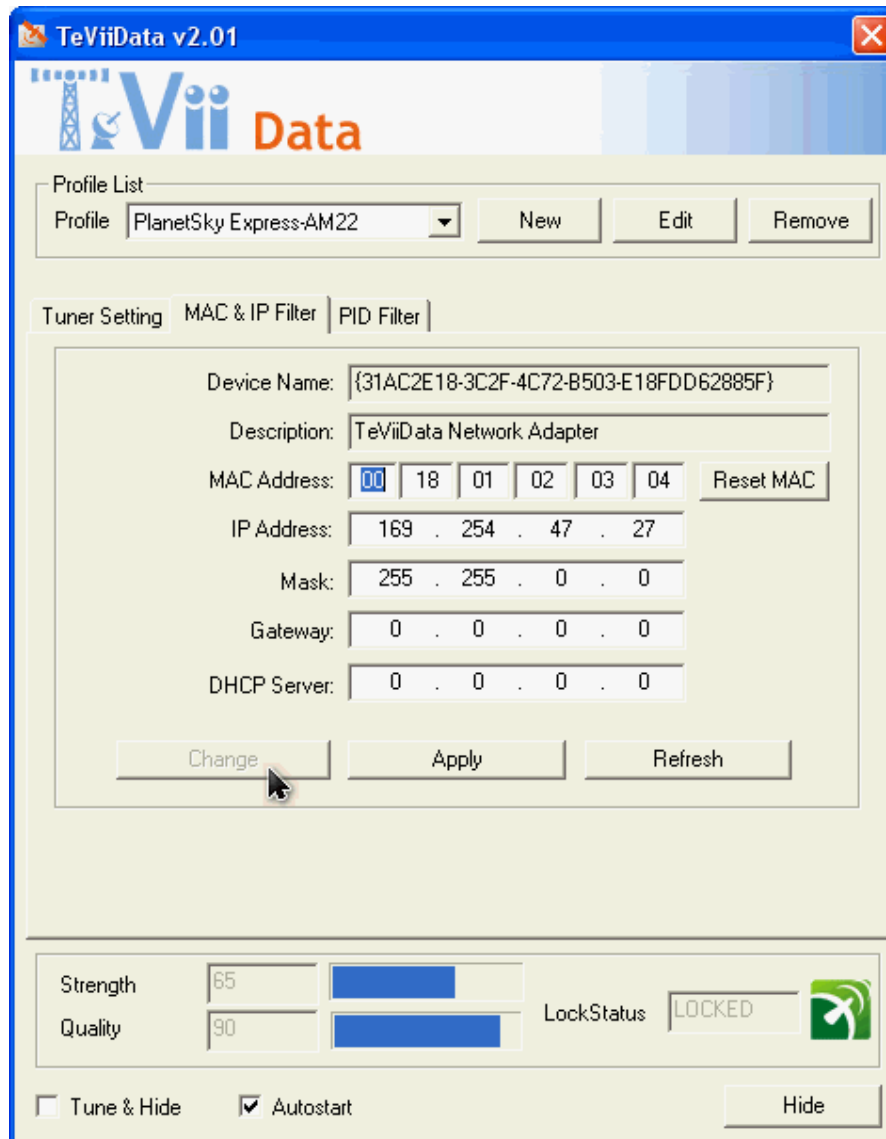 TeViiData v2.01
TeVii Data
Profile List
Profile PlanetSky Express-AM22 New Edit Remove
Tuner Setting MAC & IP Filter PID Filter
Device Name: {31AC2E18-3C2F-4C72-B503-E18FDD62885F}
Description: TeViiData Network Adapter
MAC Address: 00 18 01 02 03 04 Reset MAC
IP Address: 169 . 254 . 47 . 27
Mask: 255 . 255 . 0 . 0
Gateway: 0 . 0 . 0 . 0
DHCP Server: 0 . 0 . 0 . 0
Change Apply Refresh
Strength 65
LockStatus LOCKED
Quality 90
Tune & Hide Autostart Hide